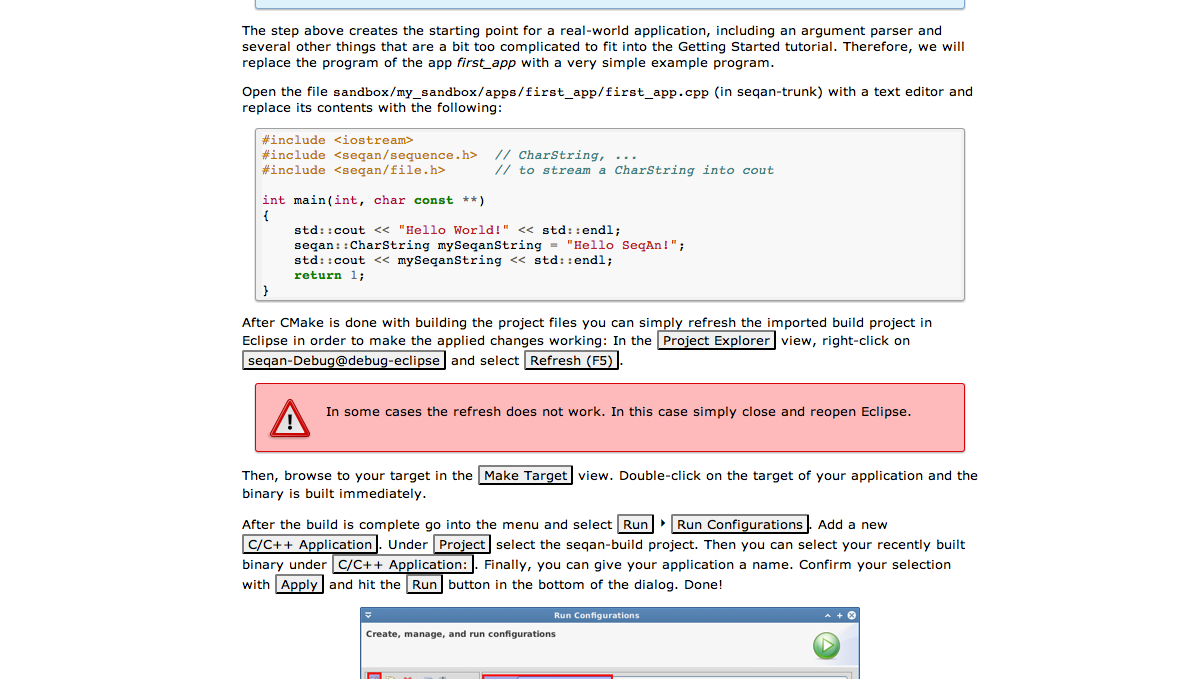 The step above creates the starting point for a real-world application, including an argument parser and
several other things that are a bit too complicated to fit into the Getting Started tutorial. Therefore, we will
replace the program of the app first_app with a very simple example program.
Open the file sandbox/my_sandbox/apps/first_app/first_app.cpp (in seqan-trunk) with a text editor and
replace its contents with the following:
#include <iostream>
#include <seqan/sequence.h>  // CharString, ...
#include <seqan/file.h>      // to stream a CharString into cout
int main(int, char const **)
{
    std::cout << "Hello World!" << std::endl;
    seqan::CharString mySeqanString = "Hello SeqAn!";
    std::cout << mySeqanString << std::endl;
    return 1;
}
After CMake is done with building the project files you can simply refresh the imported build project in
Eclipse in order to make the applied changes working: In the Project Explorer view, right-click on
seqan-Debug@debug-eclipse and select Refresh (F5).
In some cases the refresh does not work. In this case simply close and reopen Eclipse.
Then, browse to your target in the Make Target view. Double-click on the target of your application and the
binary is built immediately.
After the build is complete go into the menu and select Run ‣ Run Configurations. Add a new
C/C++ Application. Under Project select the seqan-build project. Then you can select your recently built
binary under C/C++ Application:. Finally, you can give your application a name. Confirm your selection
with Apply and hit the Run button in the bottom of the dialog. Done!
Run Configurations
Create, manage, and run configurations